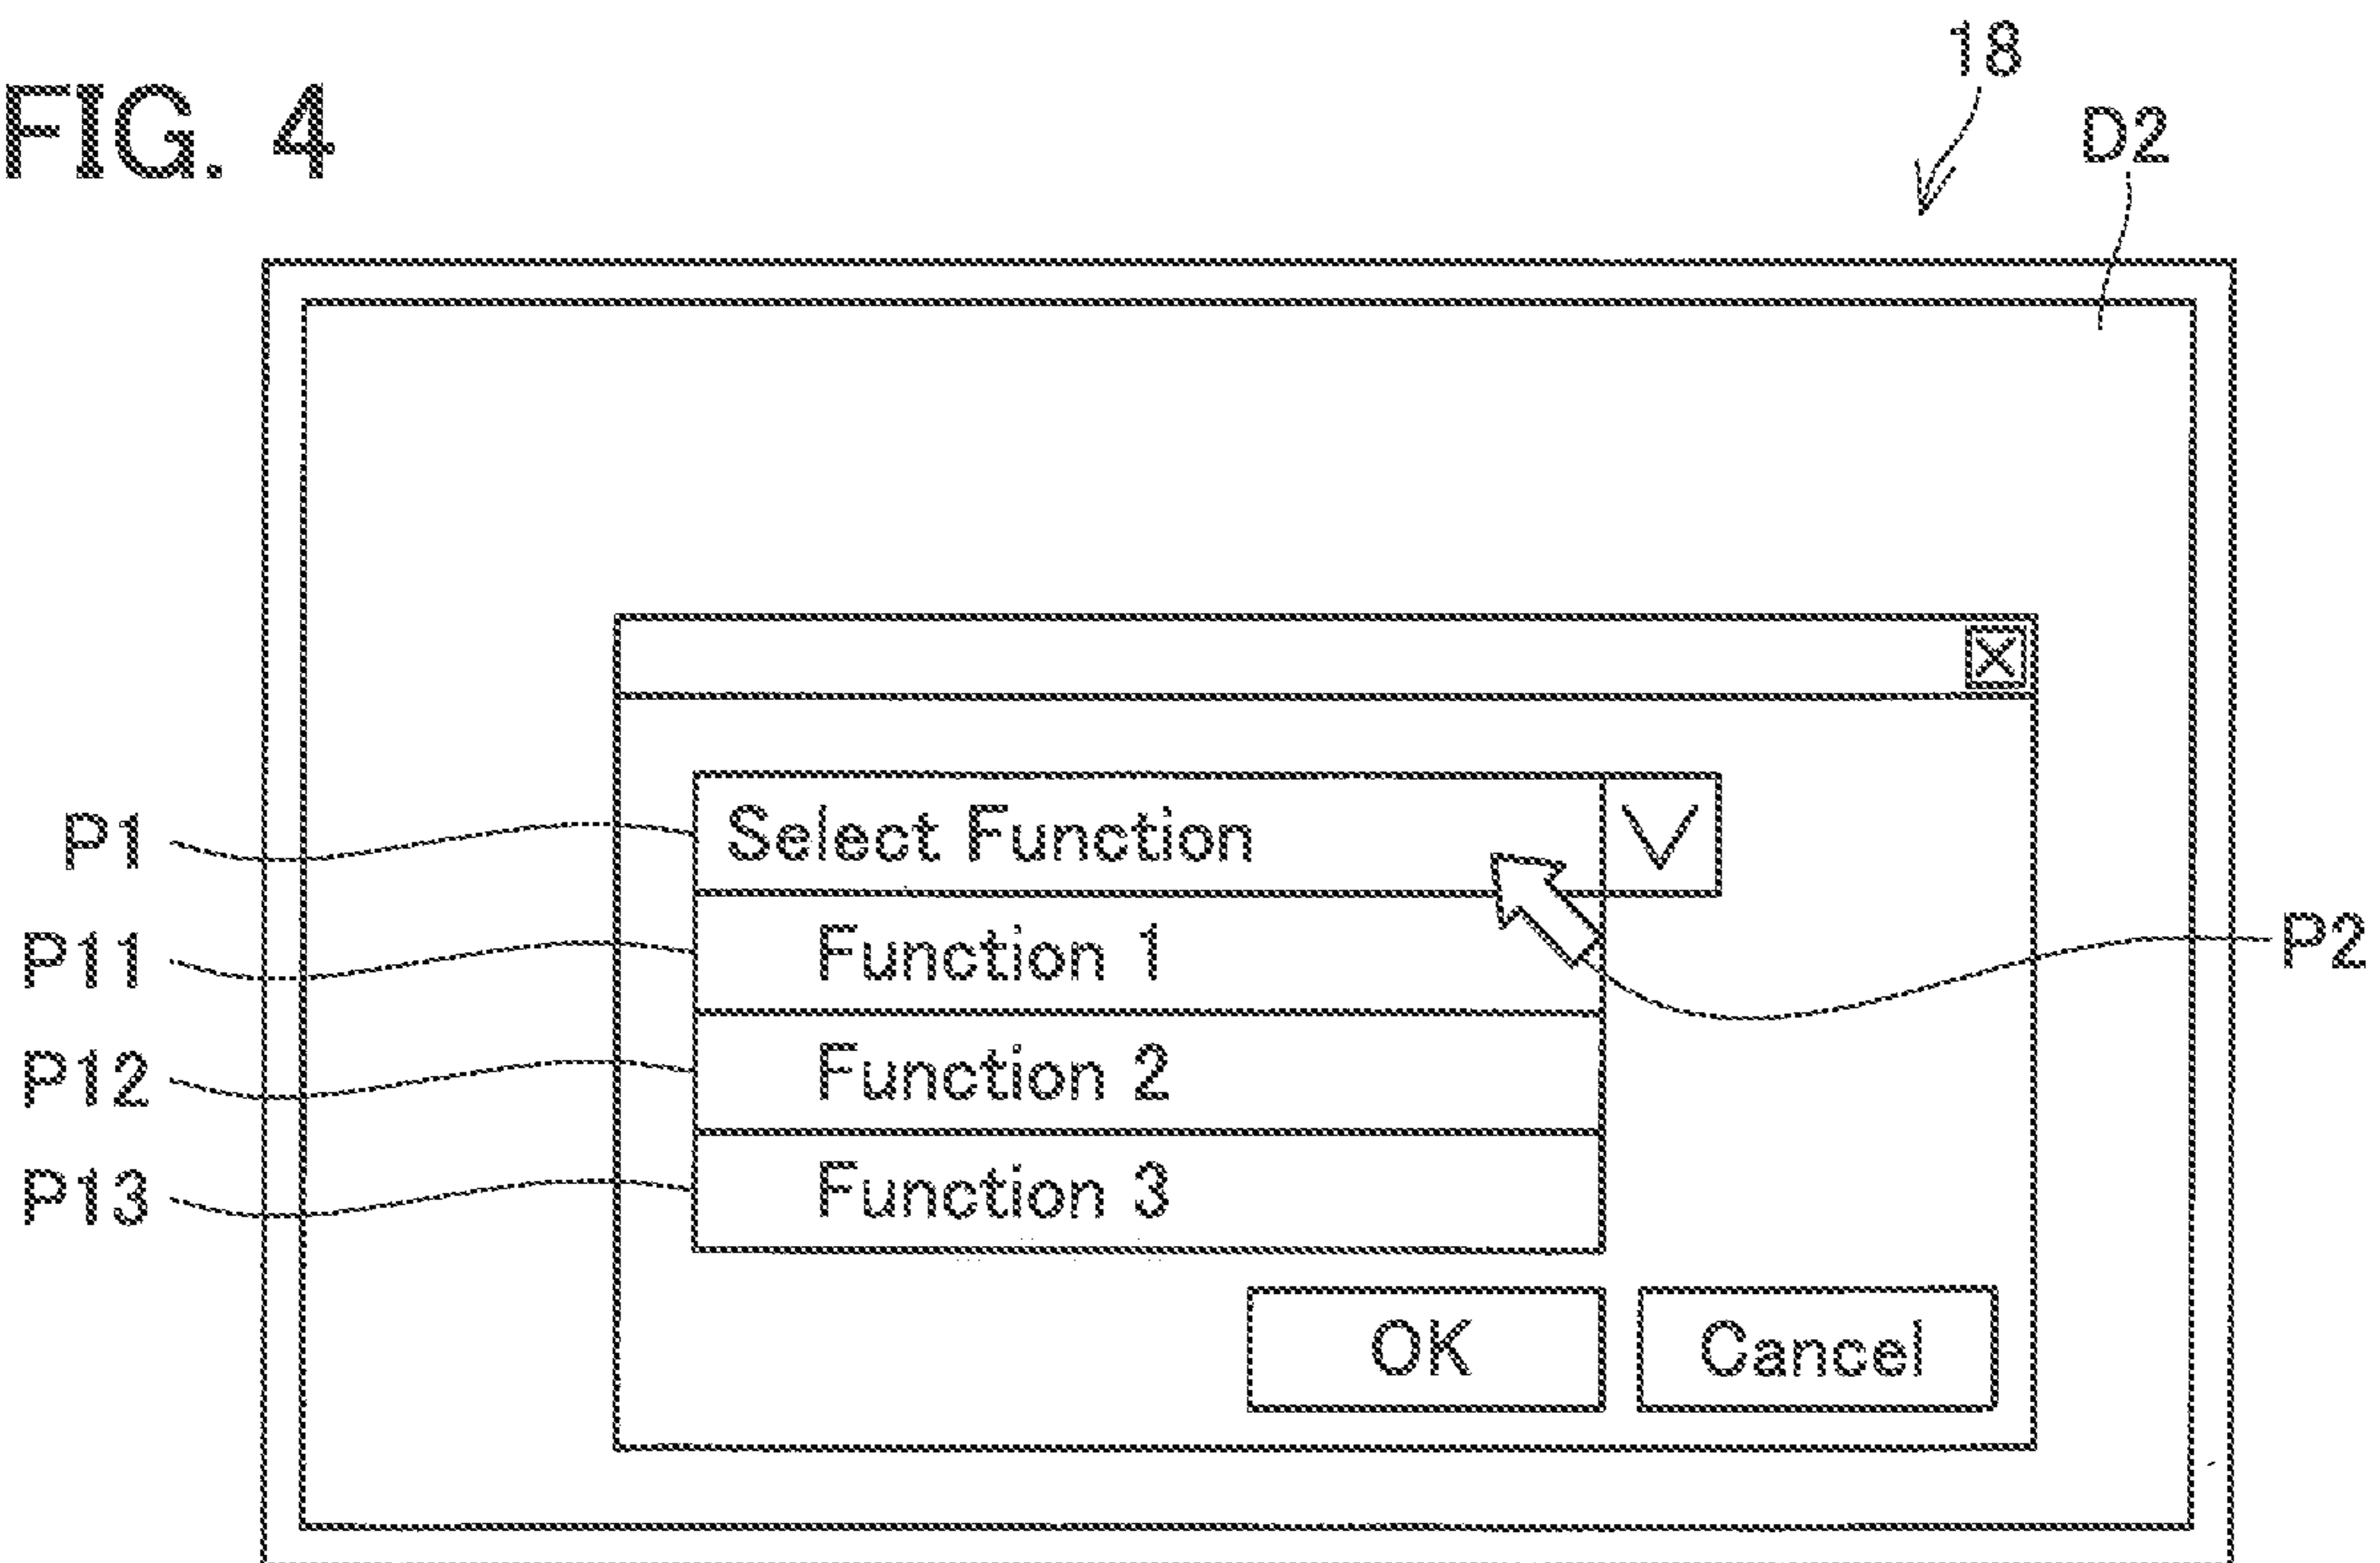 FIG. 4
18
D2
P1
Select Function
P11
Function 1
P2
P12
Function 2
P13
Function 3
OK
Cancel